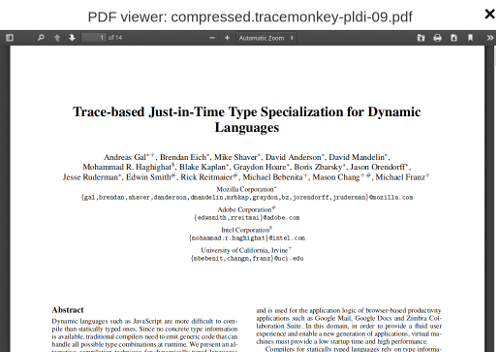 PDF viewer: compressed.tracemonkey-pldi-09.pdf
1 of 14
Automatic Zoom
Trace-based Just-in-Time Type Specialization for Dynamic
Languages
Andreas Gal*+, Brendan Eich*, Mike Shaver*, David Anderson*, David Mandelin*,
Mohammad R. Haghighat$, Blake Kaplan*, Graydon Hoare*, Boris Zbarsky*, Jason Orendorff*,
Jesse Ruderman*, Edwin Smith#, Rick Reitmaier#, Michael Bebenita+, Mason Chang+#, Michael Franz+
Mozilla Corporation*
{gal,brendan,shaver,danderson,dmandelin,mrbkap,graydon,bz,jorendorff,jruderman}@mozilla.com
Adobe Corporation#
{edwsmith,rreitmai}@adobe.com
Intel Corporation$
{mohammad.r.haghighat}@intel.com
University of California, Irvine+
{mbebenit,changm,franz}@uci.edu
Abstract
Dynamic languages such as JavaScript are more difficult to com-
pile than statically typed ones. Since no concrete type information
is available, traditional compilers need to emit generic code that can
handle all possible type combinations at runtime. We present an al-
and is used for the application logic of browser-based productivity
applications such as Google Mail, Google Docs and Zimbra Col-
laboration Suite. In this domain, in order to provide a fluid user
experience and enable a new generation of applications, virtual ma-
chines must provide a low startup time and high performance.
Compilers for statically typed languages rely on type informa-